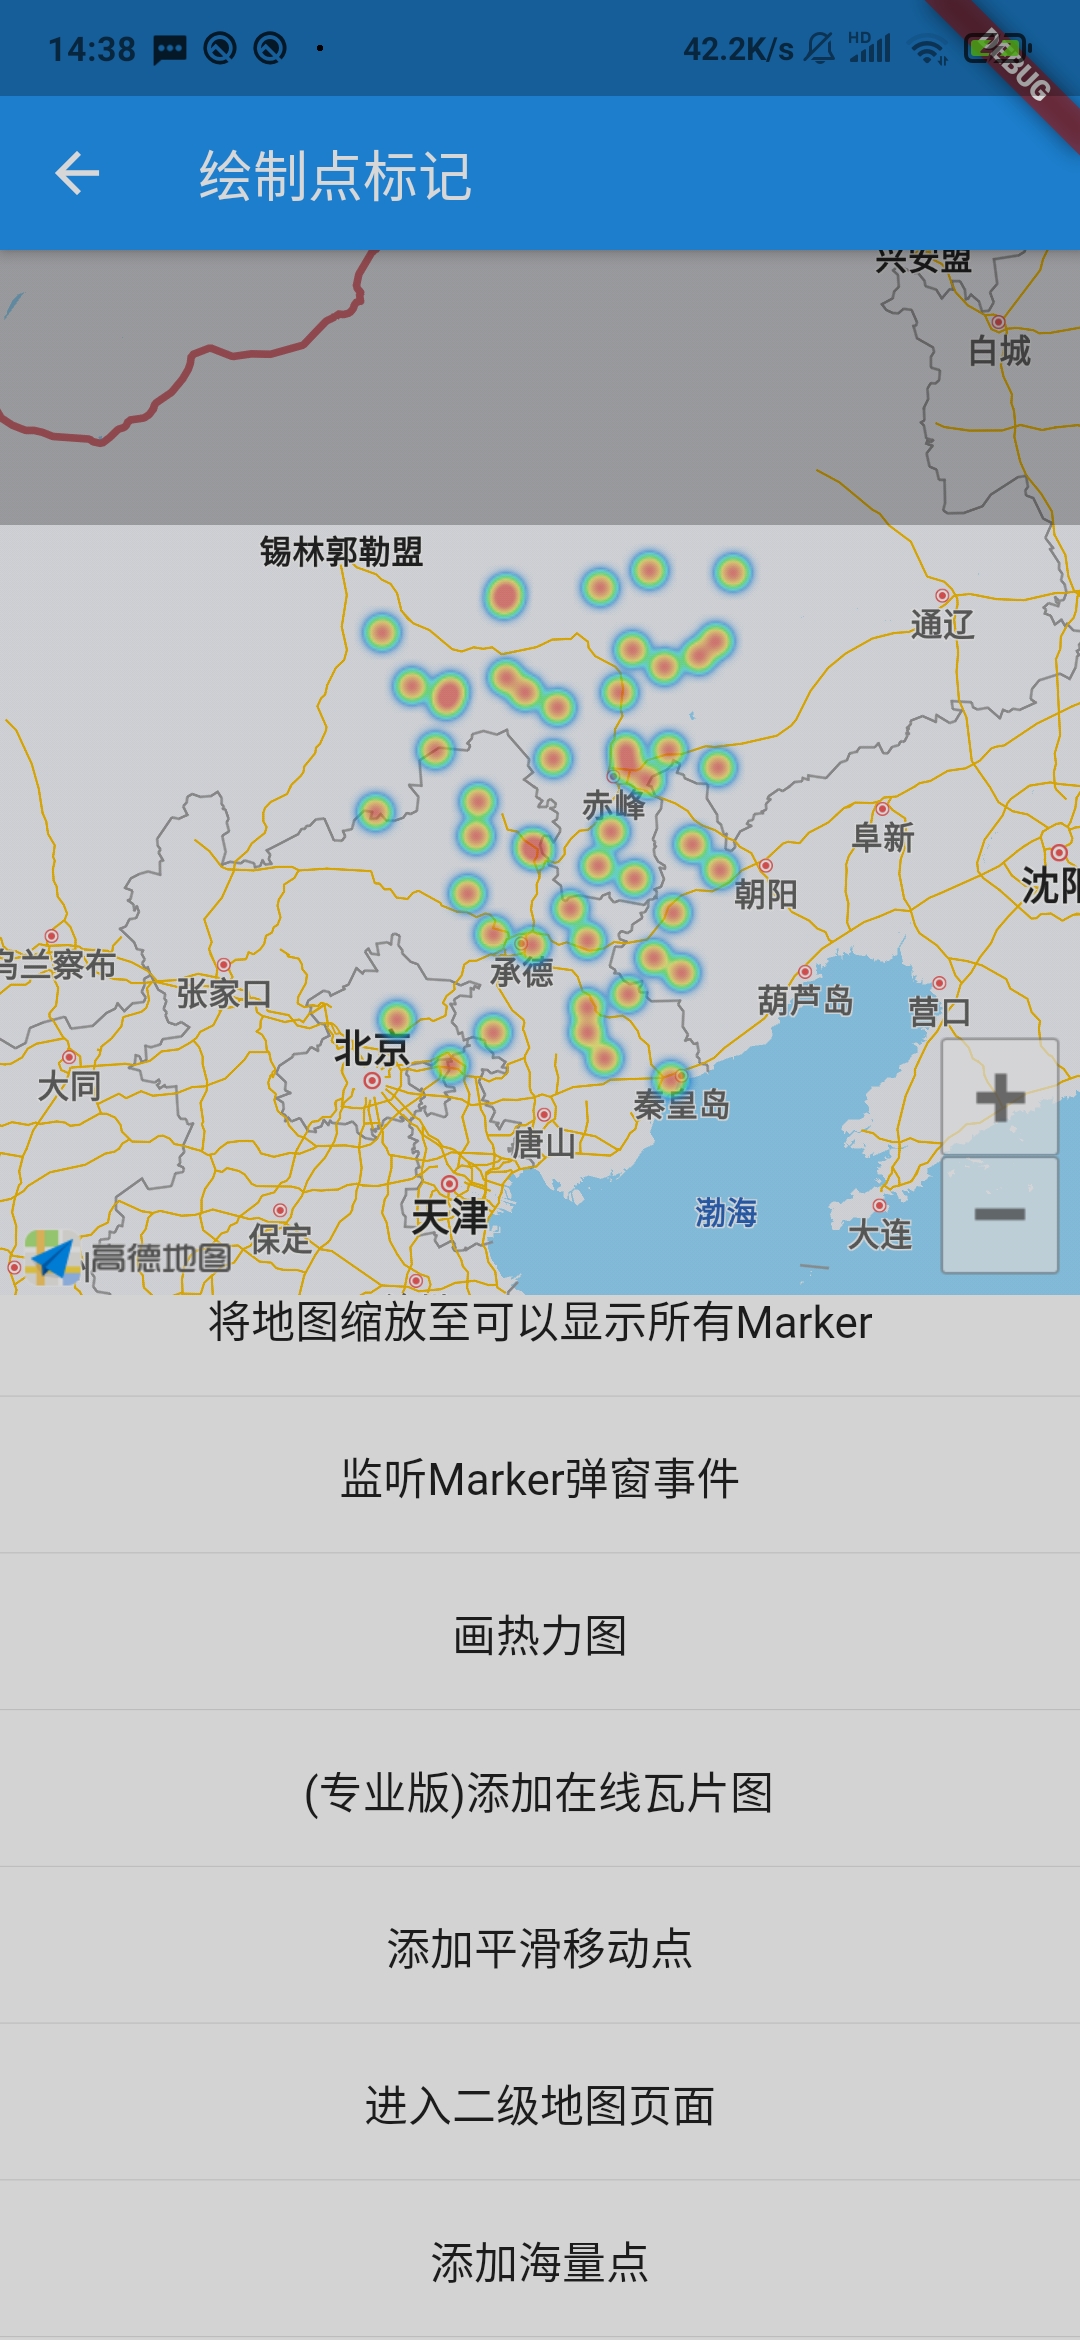 14:38
42.2K/s
HD
DEBUG
绘制点标记
兴安盟
白城
锡林郭勒盟
通辽
赤峰
阜新
沈阳
朝阳
乌兰察布
张家口
承德
葫芦岛
营口
北京
大同
秦皇岛
唐山
天津
渤海
保定
大连
高德地图
将地图缩放至可以显示所有Marker
监听Marker弹窗事件
画热力图
(专业版)添加在线瓦片图
添加平滑移动点
进入二级地图页面
添加海量点